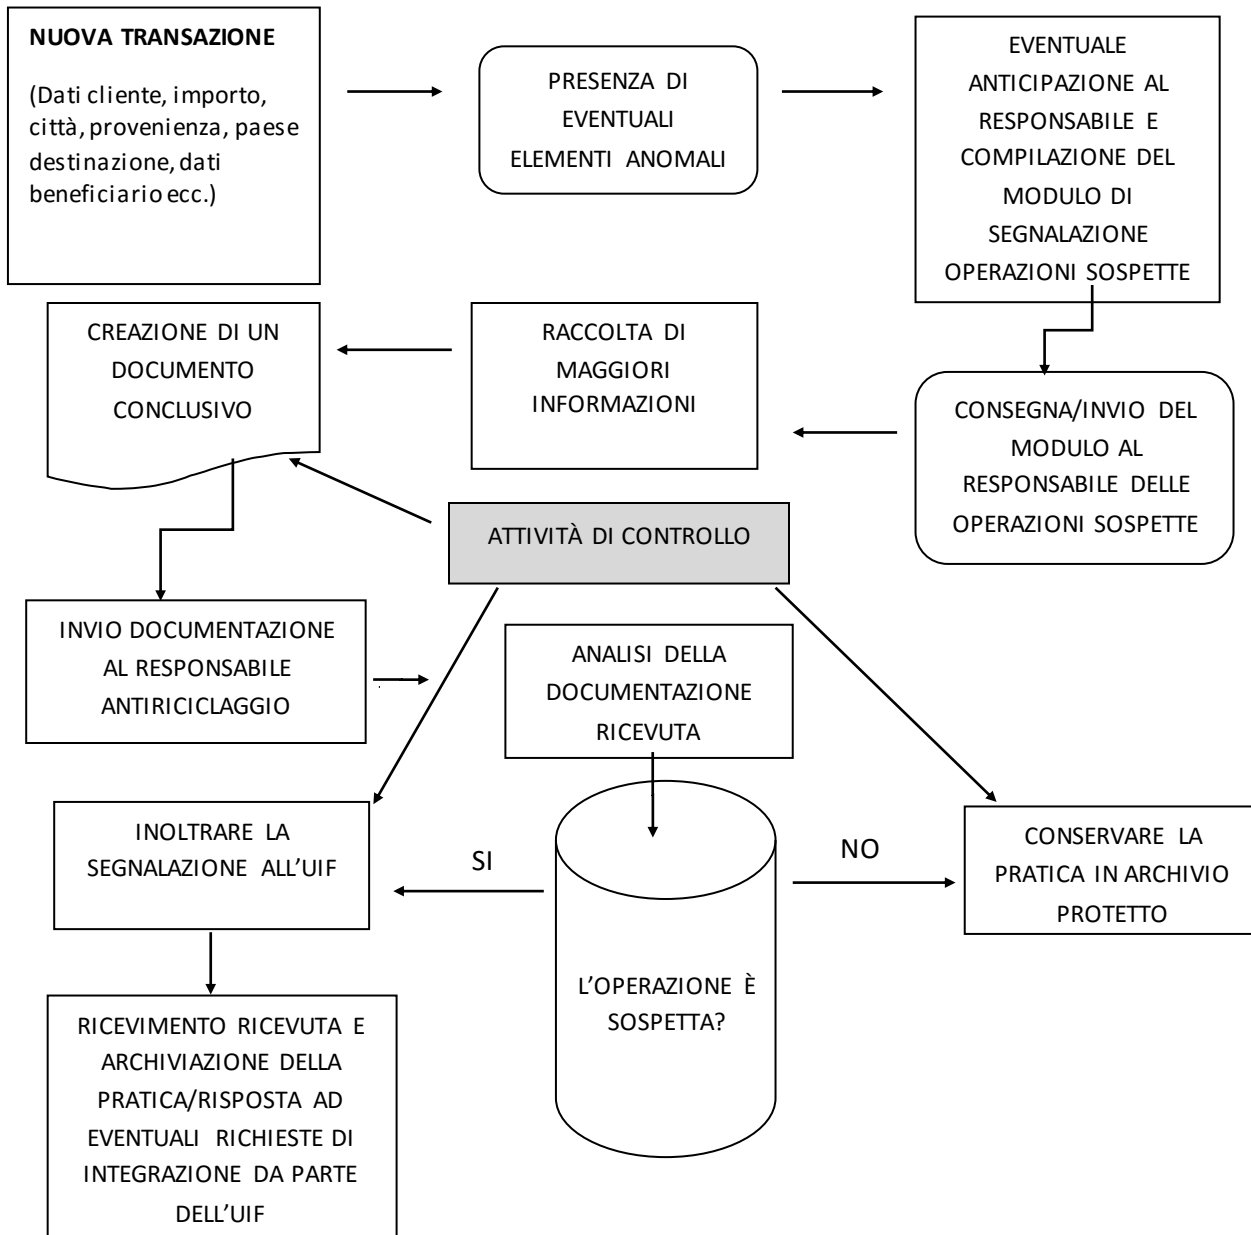 NUOVA TRANSAZIONE
(Dati cliente, importo,
città, provenienza, paese
destinazione, dati
beneficiario ecc.)
PRESENZA DI
EVENTUALI
ELEMENTI ANOMALI
EVENTUALE
ANTICIPAZIONE AL
RESPONSABILE E
COMPILAZIONE DEL
MODULO DI
SEGNALAZIONE
OPERAZIONI SOSPETTE
CONSEGNA/INVIO DEL
MODULO AL
RESPONSABILE DELLE
OPERAZIONI SOSPETTE
RACCOLTA DI
MAGGIORI
INFORMAZIONI
CREAZIONE DI UN
DOCUMENTO
CONCLUSIVO
ATTIVITÀ DI CONTROLLO
INVIO DOCUMENTAZIONE
AL RESPONSABILE
ANTIRICICLAGGIO
ANALISI DELLA
DOCUMENTAZIONE
RICEVUTA
L’OPERAZIONE È
SOSPETTA?
SI
NO
INOLTRARE LA
SEGNALAZIONE ALL’UIF
CONSERVARE LA
PRATICA IN ARCHIVIO
PROTETTO
RICEVIMENTO RICEVUTA E
ARCHIVIAZIONE DELLA
PRATICA/RISPOSTA AD
EVENTUALI RICHIESTE DI
INTEGRAZIONE DA PARTE
DELL’UIF